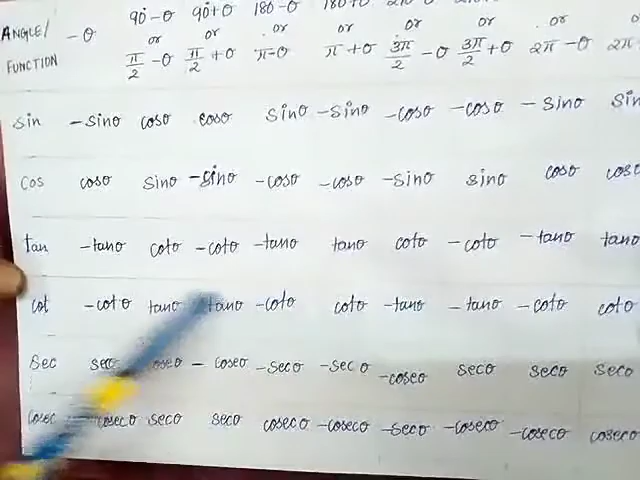 90°-θ 90°+θ 180-θ 180+θ
ANGLE/ -θ or or or or or or or
FUNCTION π/2 -θ π/2 +θ π-θ π+θ 3π/2 -θ 3π/2 +θ 2π-θ
sin -sinθ cosθ cosθ sinθ -sinθ -cosθ -cosθ -sinθ sin
cos cosθ sinθ -sinθ -cosθ -cosθ -sinθ sinθ cosθ cosθ
tan -tanθ cotθ -cotθ -tanθ tanθ cotθ -cotθ -tanθ tanθ
cot -cotθ tanθ tanθ -cotθ cotθ -tanθ -tanθ -cotθ cotθ
sec secθ - cosecθ -secθ -secθ -cosecθ secθ secθ secθ
cosec cosecθ secθ secθ cosecθ -cosecθ -secθ -cosecθ -cosecθ cosecθ